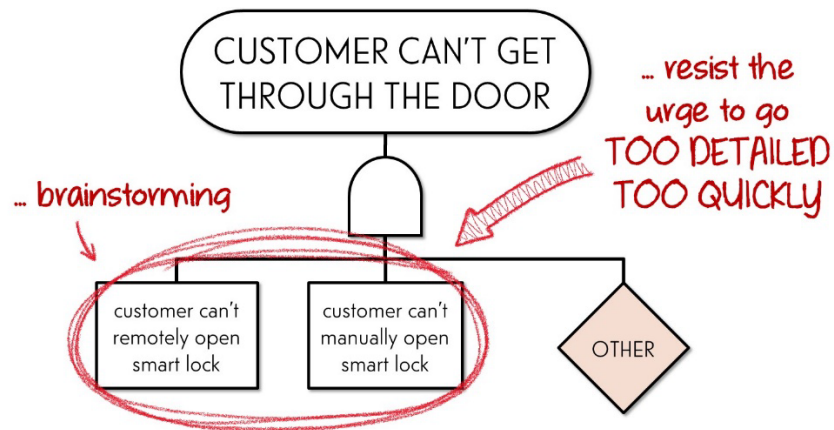 CUSTOMER CAN'T GET
THROUGH THE DOOR
... resist the
urge to go
TOO DETAILED
TOO QUICKLY
... brainstorming
customer can't
remotely open
smart lock
customer can't
manually open
smart lock
OTHER